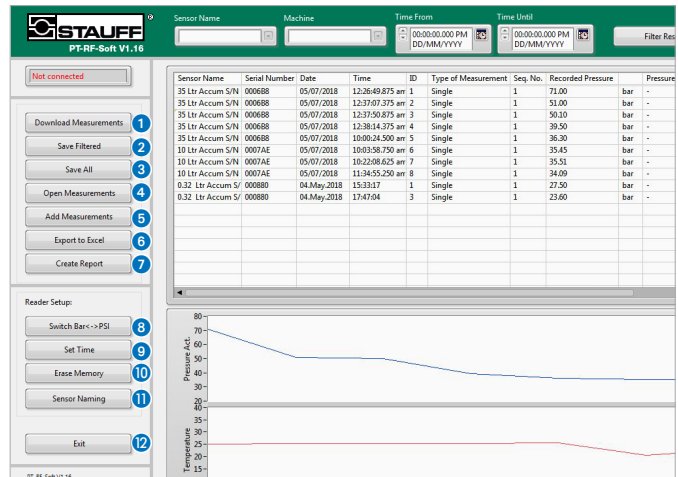 STAUFF®
PT-RF-Soft V1.16
Sensor Name Machine Time From Time Until
00:00:00.000 PM
DD/MM/YYYY
00:00:00.000 PM
DD/MM/YYYY
Filter Res
Not connected
Download Measurements 1
Save Filtered 2
Save All 3
Open Measurements 4
Add Measurements 5
Export to Excel 6
Create Report 7
Reader Setup:
Switch Bar<->PSI 8
Set Time 9
Erase Memory 10
Sensor Naming 11
Exit 12
PT-RF-Soft V1.16
Sensor Name Serial Number Date Time ID Type of Measurement Seq. No. Recorded Pressure Pressure
35 Ltr Accum S/N 0006B8 05/07/2018 12:26:49.875 am 1 Single 1 71.00 bar -
35 Ltr Accum S/N 0006B8 05/07/2018 12:37:07.375 am 2 Single 1 51.00 bar -
35 Ltr Accum S/N 0006B8 05/07/2018 12:37:50.875 am 3 Single 1 50.10 bar -
35 Ltr Accum S/N 0006B8 05/07/2018 12:38:14.375 am 4 Single 1 39.50 bar -
35 Ltr Accum S/N 0006B8 05/07/2018 10:00:24.500 am 5 Single 1 36.30 bar -
10 Ltr Accum S/N 0007AE 05/07/2018 10:03:58.750 am 6 Single 1 35.45 bar -
10 Ltr Accum S/N 0007AE 05/07/2018 10:22:08.625 am 7 Single 1 35.51 bar -
10 Ltr Accum S/N 0007AE 05/07/2018 11:34:55.250 am 8 Single 1 34.09 bar -
0.32 Ltr Accum S/ 000880 04.May.2018 15:33:17 1 Single 1 27.50 bar -
0.32 Ltr Accum S/ 000880 04.May.2018 17:47:04 3 Single 1 23.60 bar -
Pressure Act.
80
70
60
50
40
30
20
Temperature
40
35
30
25
20
15